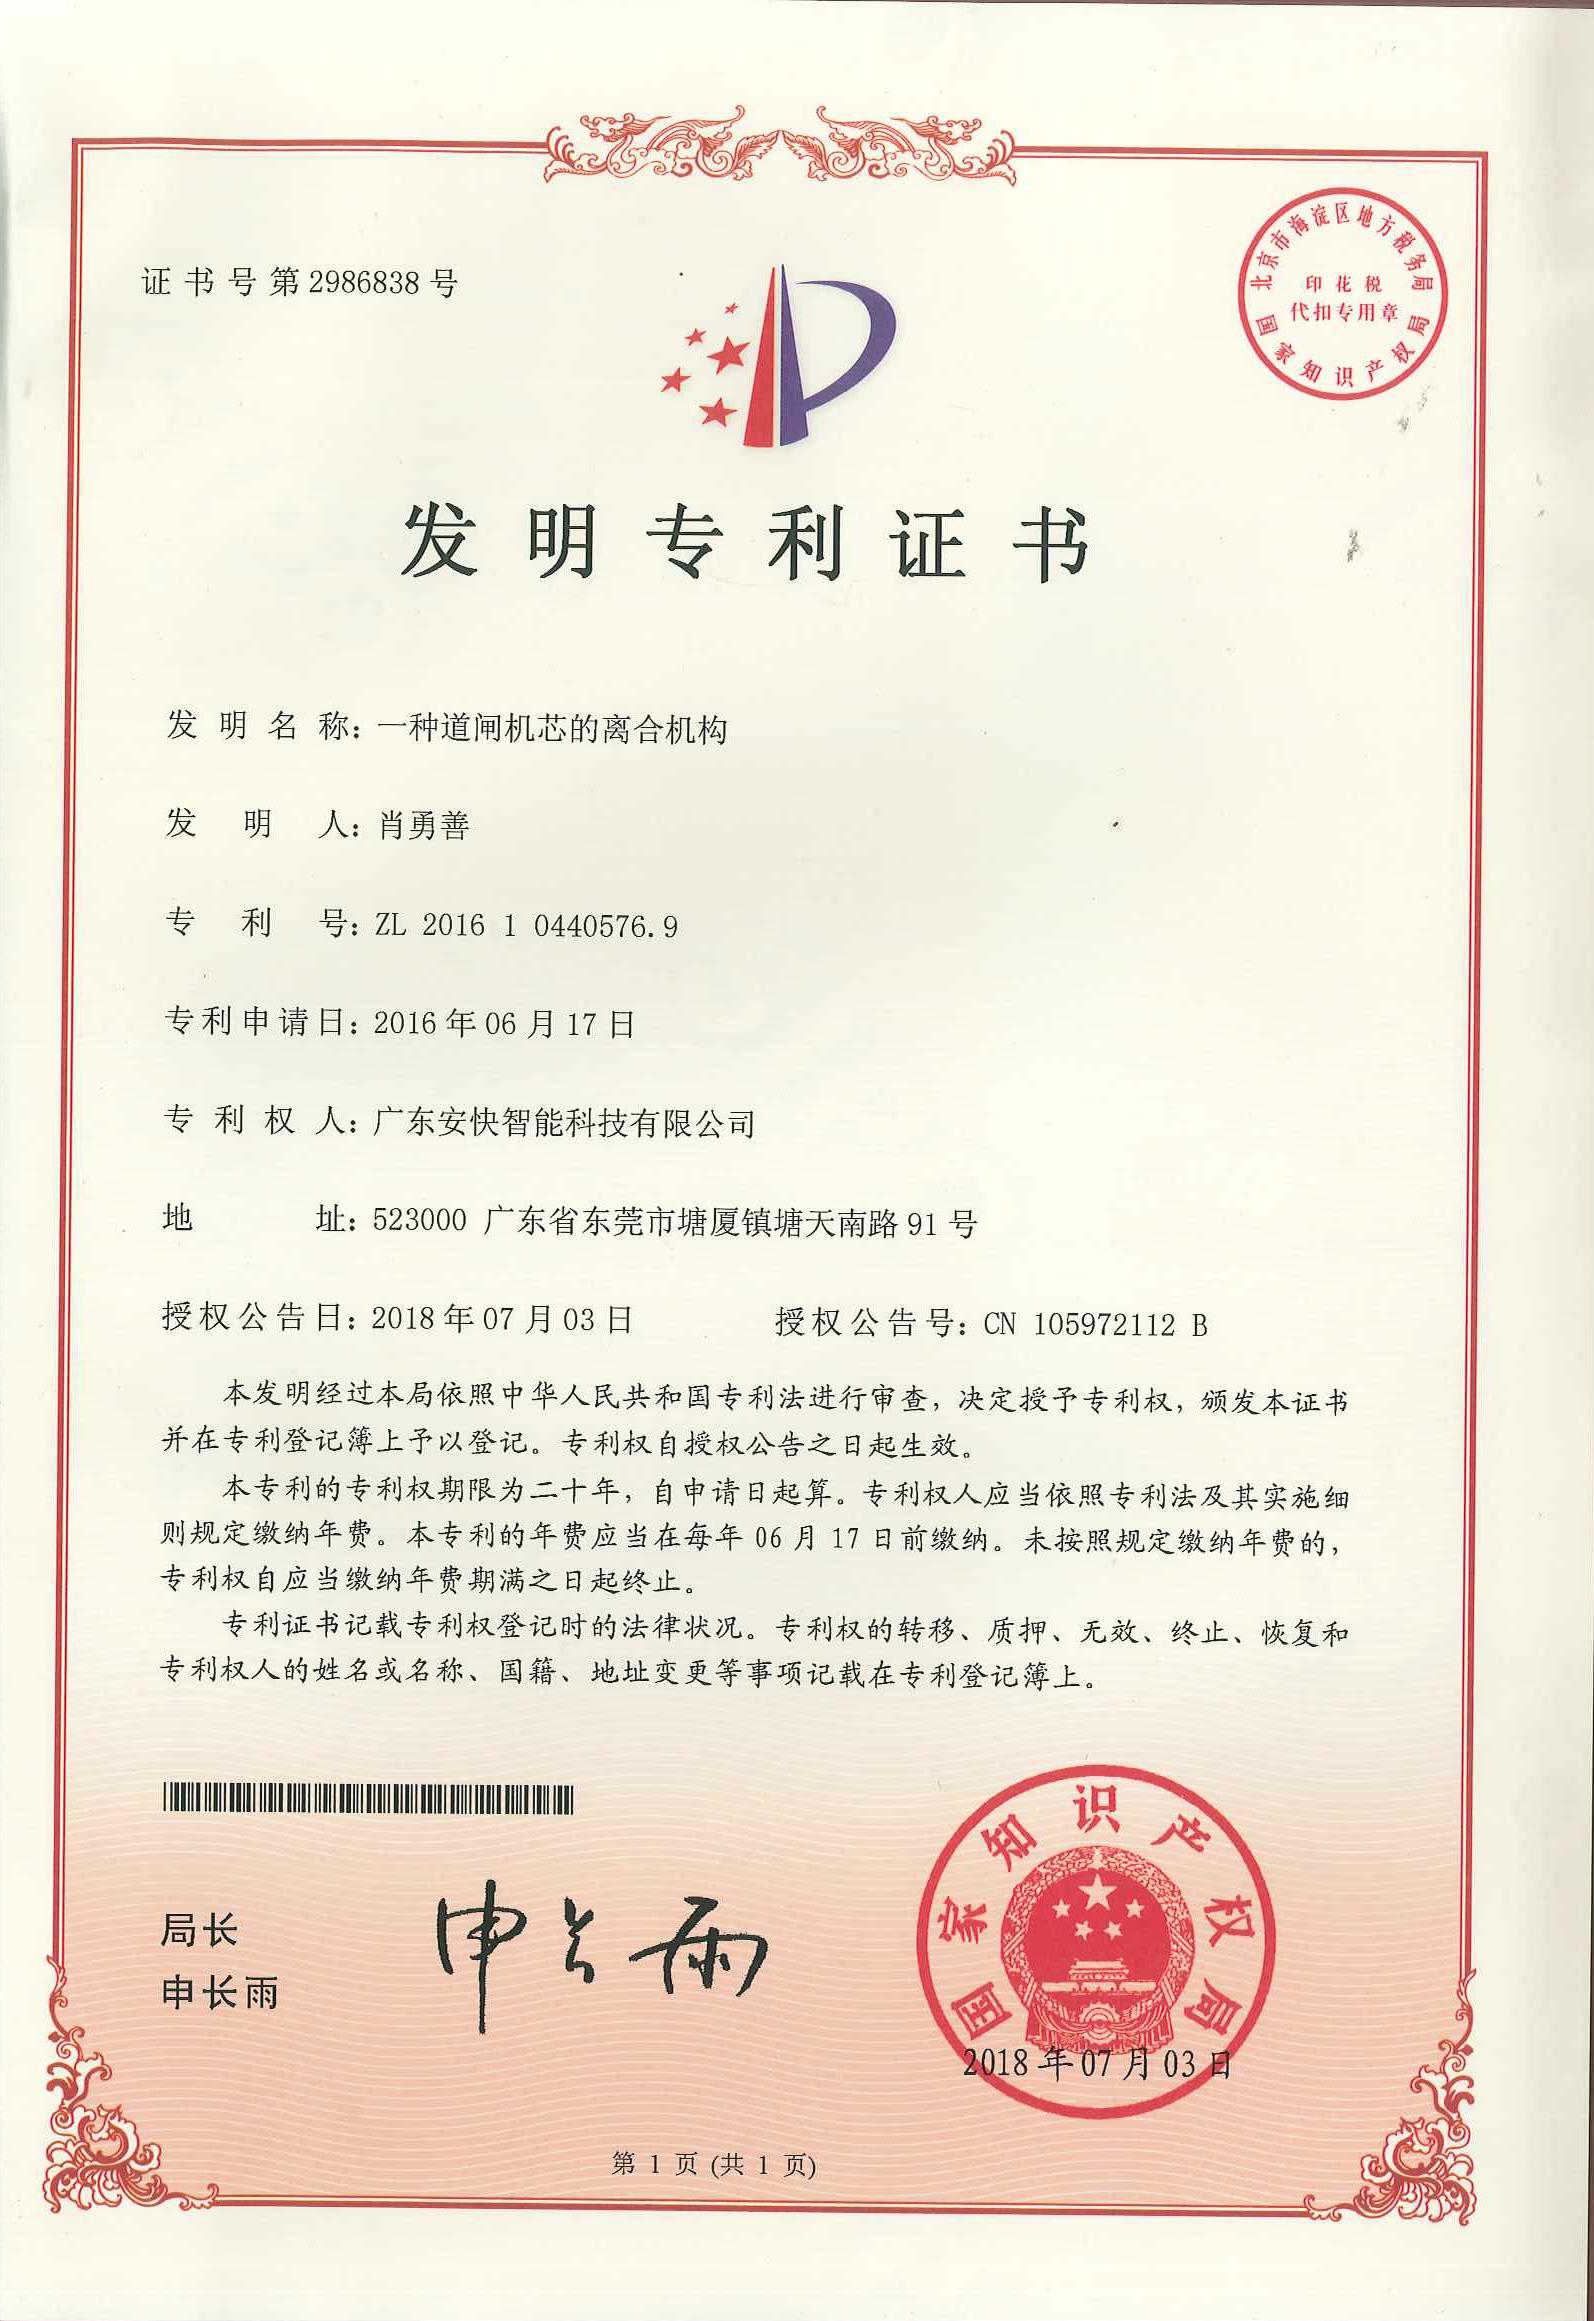 证书号第2986838号
北京市海淀区地方税务局
印花税
代扣专用章
国家知识产权局
发明专利证书
发明名称：一种道闸机芯的离合机构
发明人：肖勇善
专利号：ZL 2016 1 0440576.9
专利申请日：2016年06月17日
专利权人：广东安快智能科技有限公司
地址：523000 广东省东莞市塘厦镇塘天南路91号
授权公告日：2018年07月03日 授权公告号：CN 105972112 B
本发明经过本局依照中华人民共和国专利法进行审查，决定授予专利权，颁发本证书
并在专利登记簿上予以登记。专利权自授权公告之日起生效。
本专利的专利权期限为二十年，自申请日起算。专利权人应当依照专利法及其实施细
则规定缴纳年费。本专利的年费应当在每年06月17日前缴纳。未按照规定缴纳年费的，
专利权自应当缴纳年费期满之日起终止。
专利证书记载专利权登记时的法律状况。专利权的转移、质押、无效、终止、恢复和
专利权人的姓名或名称、国籍、地址变更等事项记载在专利登记簿上。
局长
申长雨
申长雨
国家知识产权局
2018年07月03日
第 1 页 (共 1 页)